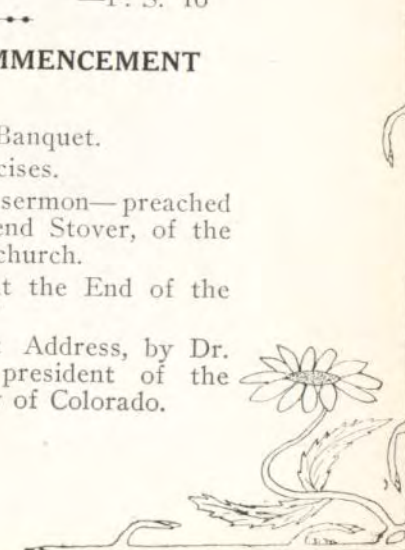 MMENCEMENT
Banquet.
cises.
sermon—preached
end Stover, of the
church.
t the End of the
Address, by Dr.
president of the
of Colorado.